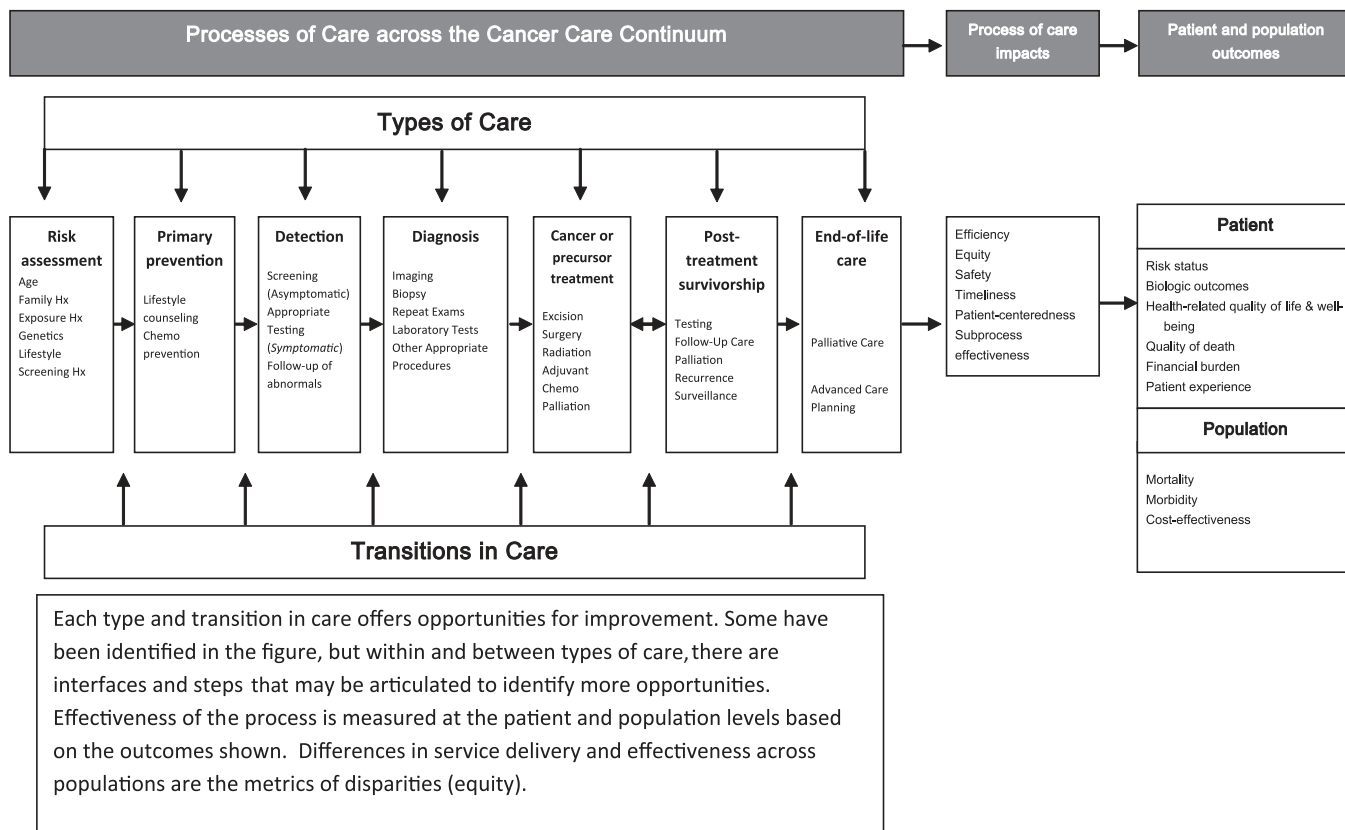 Processes of Care across the Cancer Care Continuum
Process of care
impacts
Patient and population
outcomes
Types of Care
Risk
assessment
Age
Family Hx
Exposure Hx
Genetics
Lifestyle
Screening Hx
Primary
prevention
Lifestyle
counseling
Chemo
prevention
Detection
Screening
(Asymptomatic)
Appropriate
Testing
(Symptomatic)
Follow-up of
abnormals
Diagnosis
Imaging
Biopsy
Repeat Exams
Laboratory Tests
Other Appropriate
Procedures
Cancer or
precursor
treatment
Excision
Surgery
Radiation
Adjuvant
Chemo
Palliation
Post-
treatment
survivorship
Testing
Follow-Up Care
Palliation
Recurrence
Surveillance
End-of-life
care
Palliative Care
Advanced Care
Planning
Efficiency
Equity
Safety
Timeliness
Patient-centeredness
Subprocess
effectiveness
Patient
Risk status
Biologic outcomes
Health-related quality of life & well-
being
Quality of death
Financial burden
Patient experience
Population
Mortality
Morbidity
Cost-effectiveness
Transitions in Care
Each type and transition in care offers opportunities for improvement. Some have
been identified in the figure, but within and between types of care, there are
interfaces and steps that may be articulated to identify more opportunities.
Effectiveness of the process is measured at the patient and population levels based
on the outcomes shown. Differences in service delivery and effectiveness across
populations are the metrics of disparities (equity).